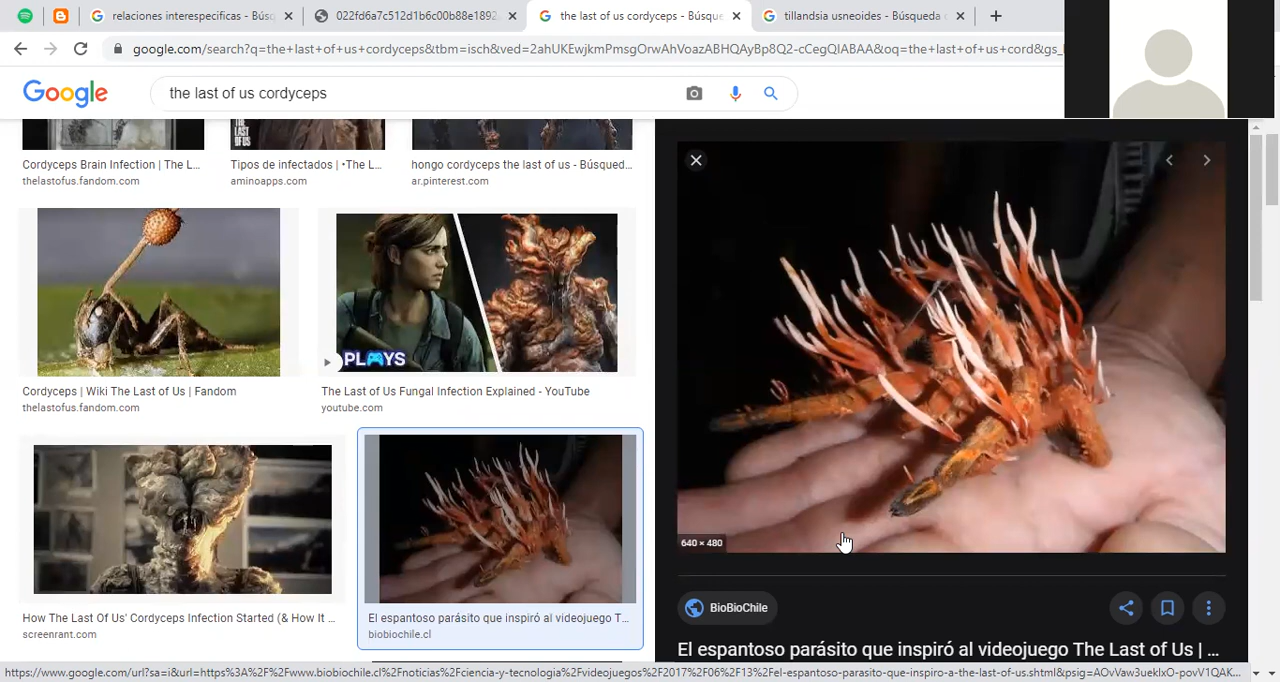 relaciones interespecificas - Búsq
022fd6a7c512d1b6c00b88e1892
the last of us cordyceps - Búsque
tillandsia usneoides - Búsqueda
google.com/search?q=the+last+of+us+cordyceps&tbm=isch&ved=2ahUKEwjkmPmsgOrwAhVoazABHQAyBp8Q2-cCegQIABAA&oq=the+last+of+us+cord&gs_
Google
the last of us cordyceps
THE LAST
OF US
Cordyceps Brain Infection | The L...
thelastofus.fandom.com
Tipos de infectados | •The L...
aminoapps.com
hongo cordyceps the last of us - Búsqued...
ar.pinterest.com
PLAYS
Cordyceps | Wiki The Last of Us | Fandom
thelastofus.fandom.com
The Last of Us Fungal Infection Explained - YouTube
youtube.com
How The Last Of Us' Cordyceps Infection Started (& How It ...
screenrant.com
El espantoso parásito que inspiró al videojuego T...
biobiochile.cl
640 × 480
BioBioChile
El espantoso parásito que inspiró al videojuego The Last of Us | ...
https://www.google.com/url?sa=i&url=https%3A%2F%2Fwww.biobiochile.cl%2Fnoticias%2Fciencia-y-tecnologia%2Fvideojuegos%2F2017%2F06%2F13%2Fel-espantoso-parasito-que-inspiro-a-the-last-of-us.shtml&psig=AOvVaw3uekIxO-povV1QAK...